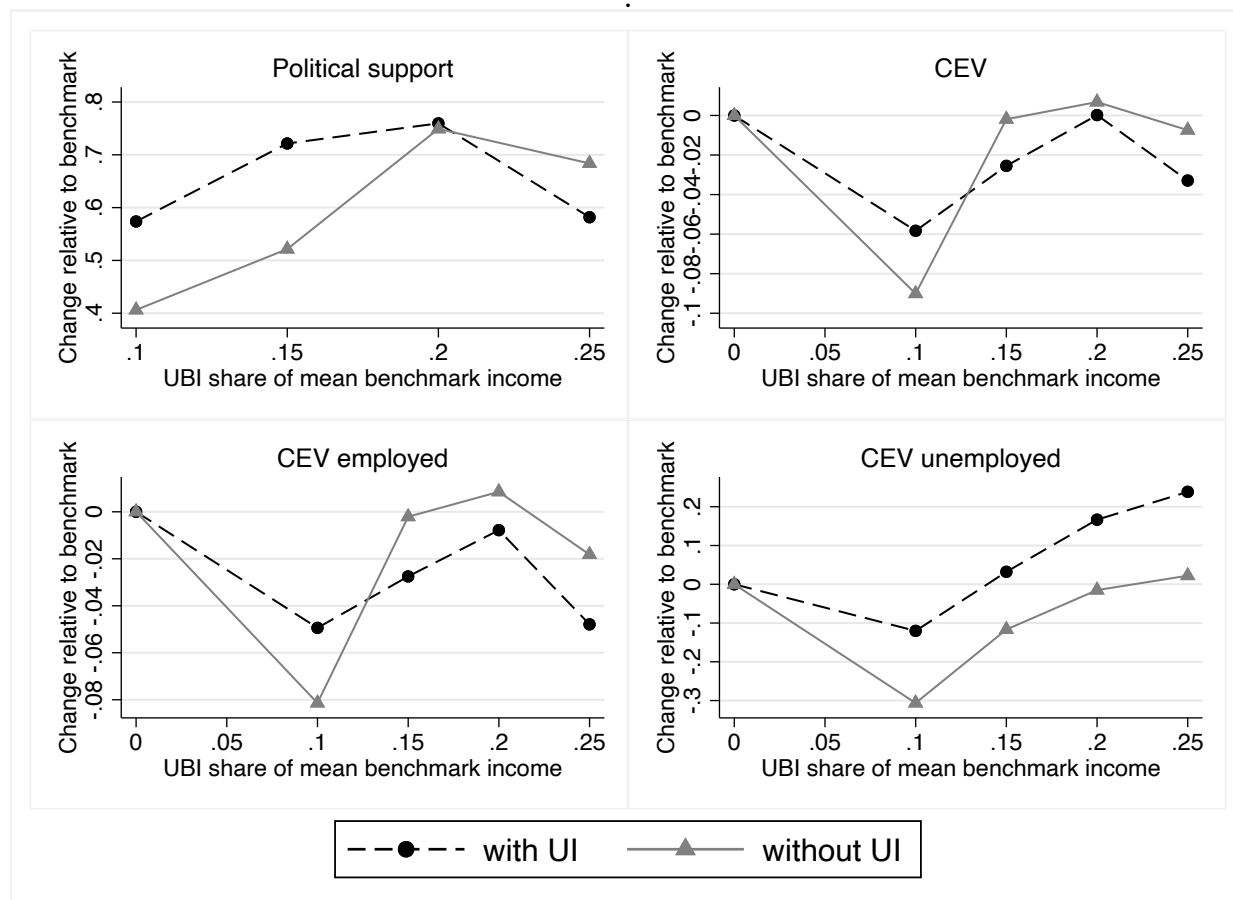 Political support
Change relative to benchmark
.4 .5 .6 .7 .8
.1 .15 .2 .25
UBI share of mean benchmark income
CEV
Change relative to benchmark
-.1 -.08 -.06 -.04 -.02 0
0 .05 .1 .15 .2 .25
UBI share of mean benchmark income
CEV employed
Change relative to benchmark
-.08 -.06 -.04 -.02 0
0 .05 .1 .15 .2 .25
UBI share of mean benchmark income
CEV unemployed
Change relative to benchmark
-.3 -.2 -.1 0 .1 .2
0 .05 .1 .15 .2 .25
UBI share of mean benchmark income
with UI without UI